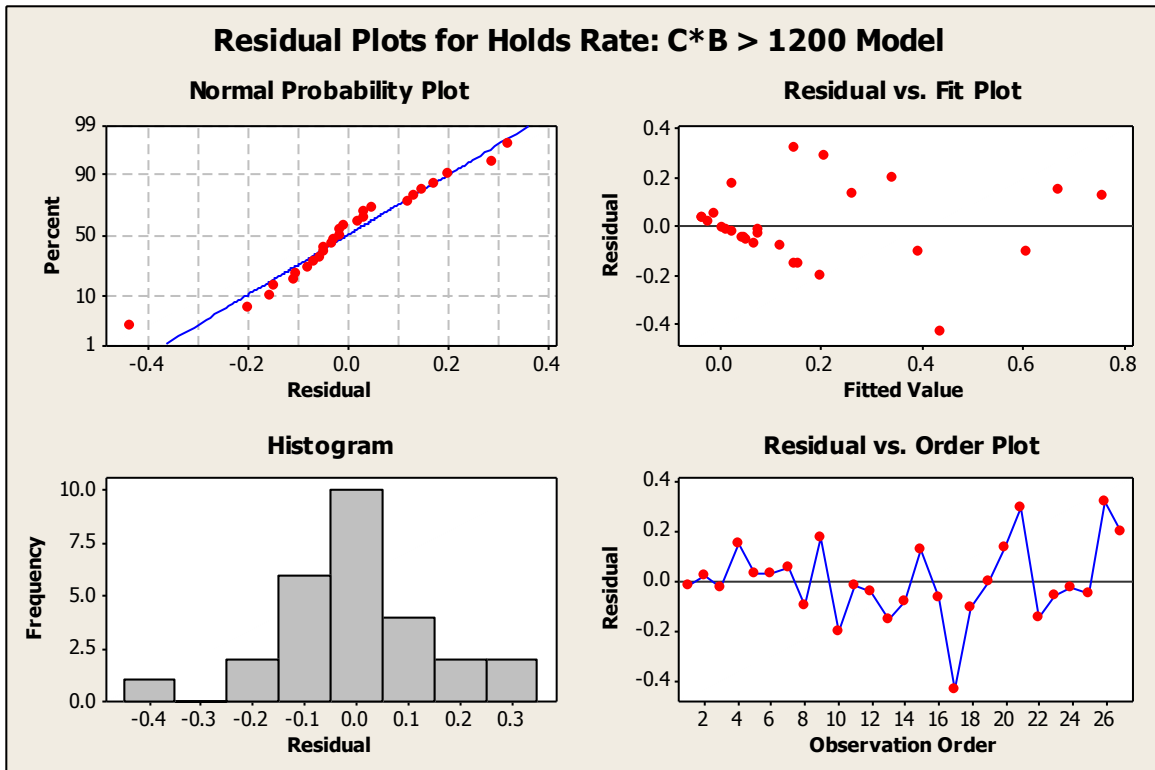 Residual Plots for Holds Rate: C*B > 1200 Model
Normal Probability Plot
99
90
50
10
1
Percent
-0.4 -0.2 0.0 0.2 0.4
Residual
Residual vs. Fit Plot
0.4
0.2
0.0
-0.2
-0.4
Residual
0.0 0.2 0.4 0.6 0.8
Fitted Value
Histogram
10.0
7.5
5.0
2.5
0.0
Frequency
-0.4 -0.3 -0.2 -0.1 0.0 0.1 0.2 0.3
Residual
Residual vs. Order Plot
0.4
0.2
0.0
-0.2
-0.4
Residual
2 4 6 8 10 12 14 16 18 20 22 24 26
Observation Order